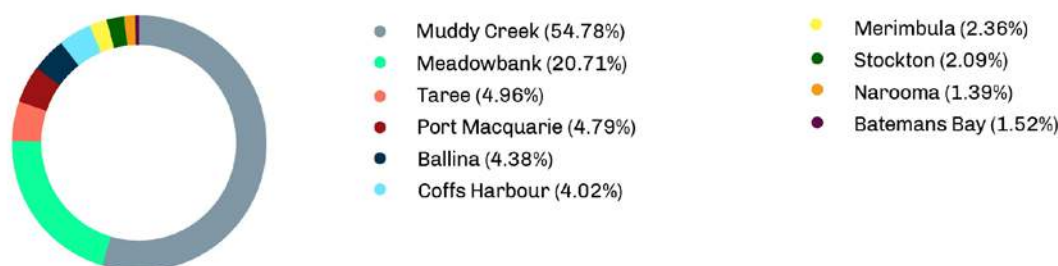 Muddy Creek (54.78%)
Meadowbank (20.71%)
Taree (4.96%)
Port Macquarie (4.79%)
Ballina (4.38%)
Coffs Harbour (4.02%)
Merimbula (2.36%)
Stockton (2.09%)
Narooma (1.39%)
Batemans Bay (1.52%)